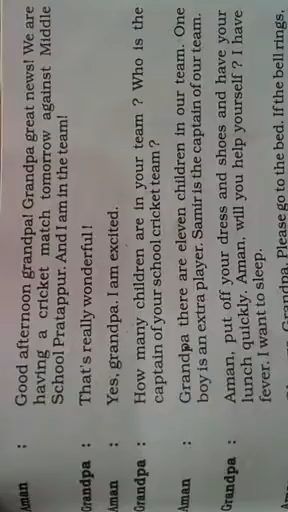 Aman : Good afternoon grandpa! Grandpa great news! We are
having a cricket match tomorrow against Middle
School Pratappur. And I am in the team!
Grandpa : That's really wonderful!
Aman : Yes, grandpa. I am excited.
Grandpa : How many children are in your team ? Who is the
captain of your school cricket team?
Aman : Grandpa there are eleven children in our team. One
boy is an extra player. Samir is the captain of our team.
Grandpa : Aman, put off your dress and shoes and have your
lunch quickly. Aman, will you help yourself ? I have
fever. I want to sleep.
Grandpa. Please go to the bed. If the bell rings.